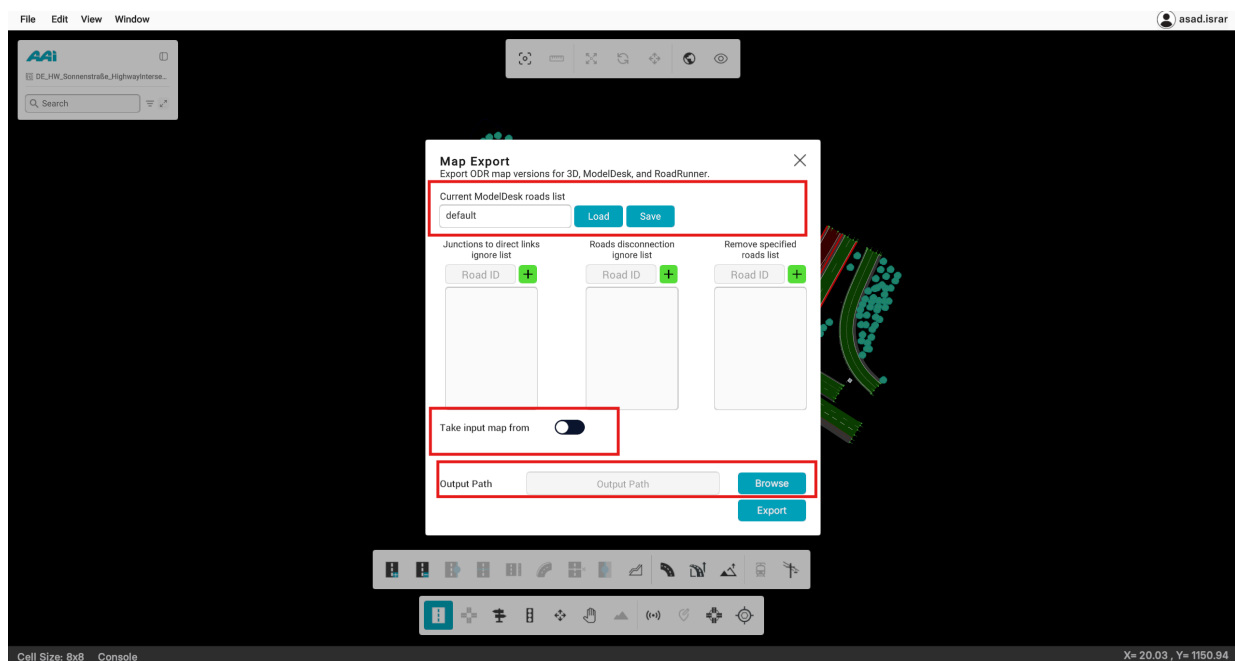 File Edit View Window
asad.israr
AAi
DE_HW_Sonnenstraße_HighwayInterse...
Search
Map Export
Export ODR map versions for 3D, ModelDesk, and RoadRunner.
Current ModelDesk roads list
default
Load
Save
Junctions to direct links
ignore list
Roads disconnection
ignore list
Remove specified
roads list
Road ID
Road ID
Road ID
Take input map from
Output Path
Output Path
Browse
Export
Cell Size: 8x8 Console
X= 20.03 , Y= 1150.94